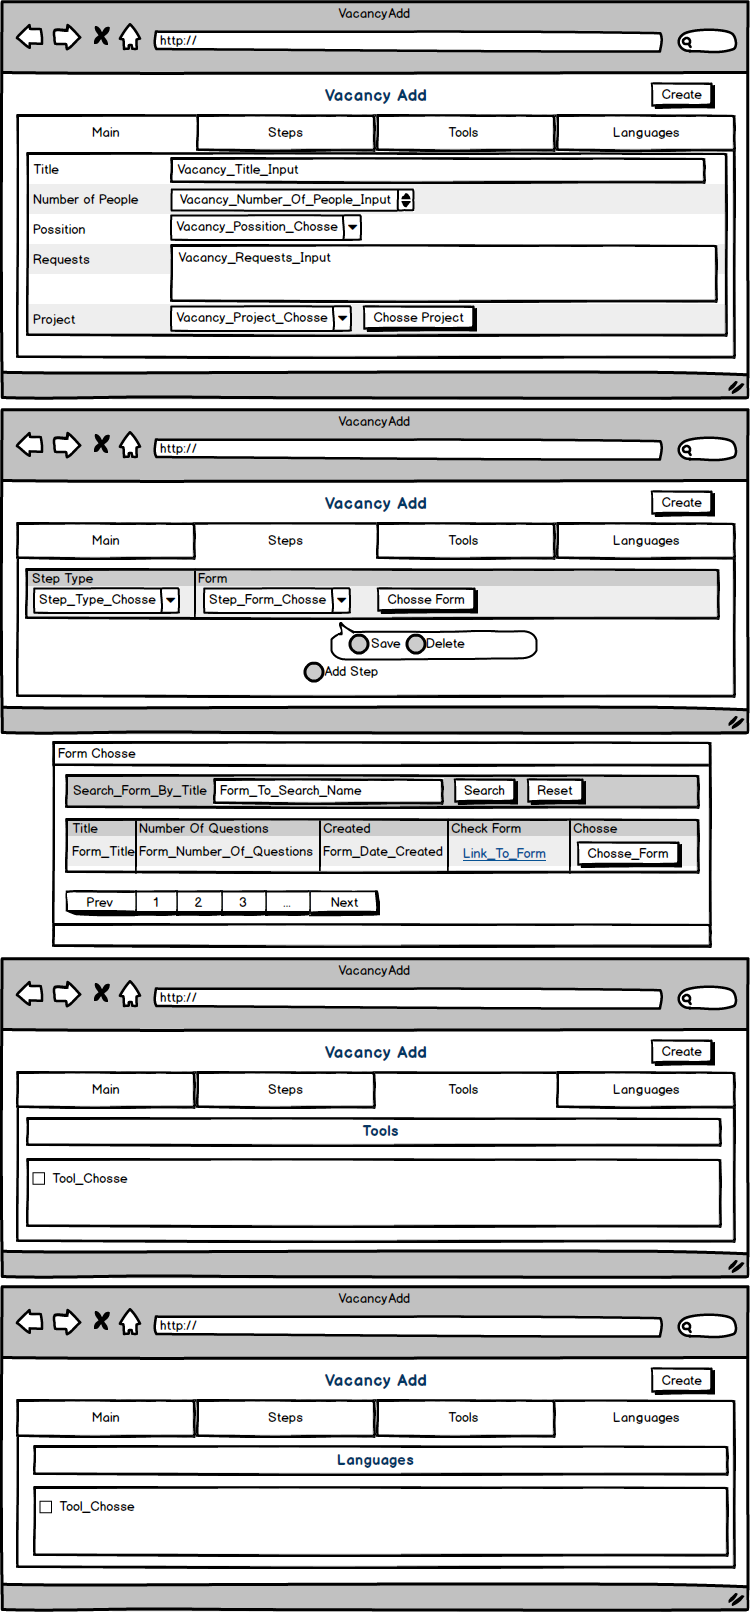 VacancyAdd
http://
Vacancy Add
Create
Main Steps Tools Languages
Title Vacancy_Title_Input
Number of People Vacancy_Number_Of_People_Input
Possition Vacancy_Possition_Chosse
Requests Vacancy_Requests_Input
Project Vacancy_Project_Chosse Chosse Project
VacancyAdd
http://
Vacancy Add
Create
Main Steps Tools Languages
Step Type Form
Step_Type_Chosse Step_Form_Chosse Chosse Form
Save Delete
Add Step
Form Chosse
Search_Form_By_Title Form_To_Search_Name Search Reset
Title Number Of Questions Created Check Form Chosse
Form_Title Form_Number_Of_Questions Form_Date_Created Link_To_Form Chosse_Form
Prev 1 2 3 ... Next
VacancyAdd
http://
Vacancy Add
Create
Main Steps Tools Languages
Tools
Tool_Chosse
VacancyAdd
http://
Vacancy Add
Create
Main Steps Tools Languages
Languages
Tool_Chosse